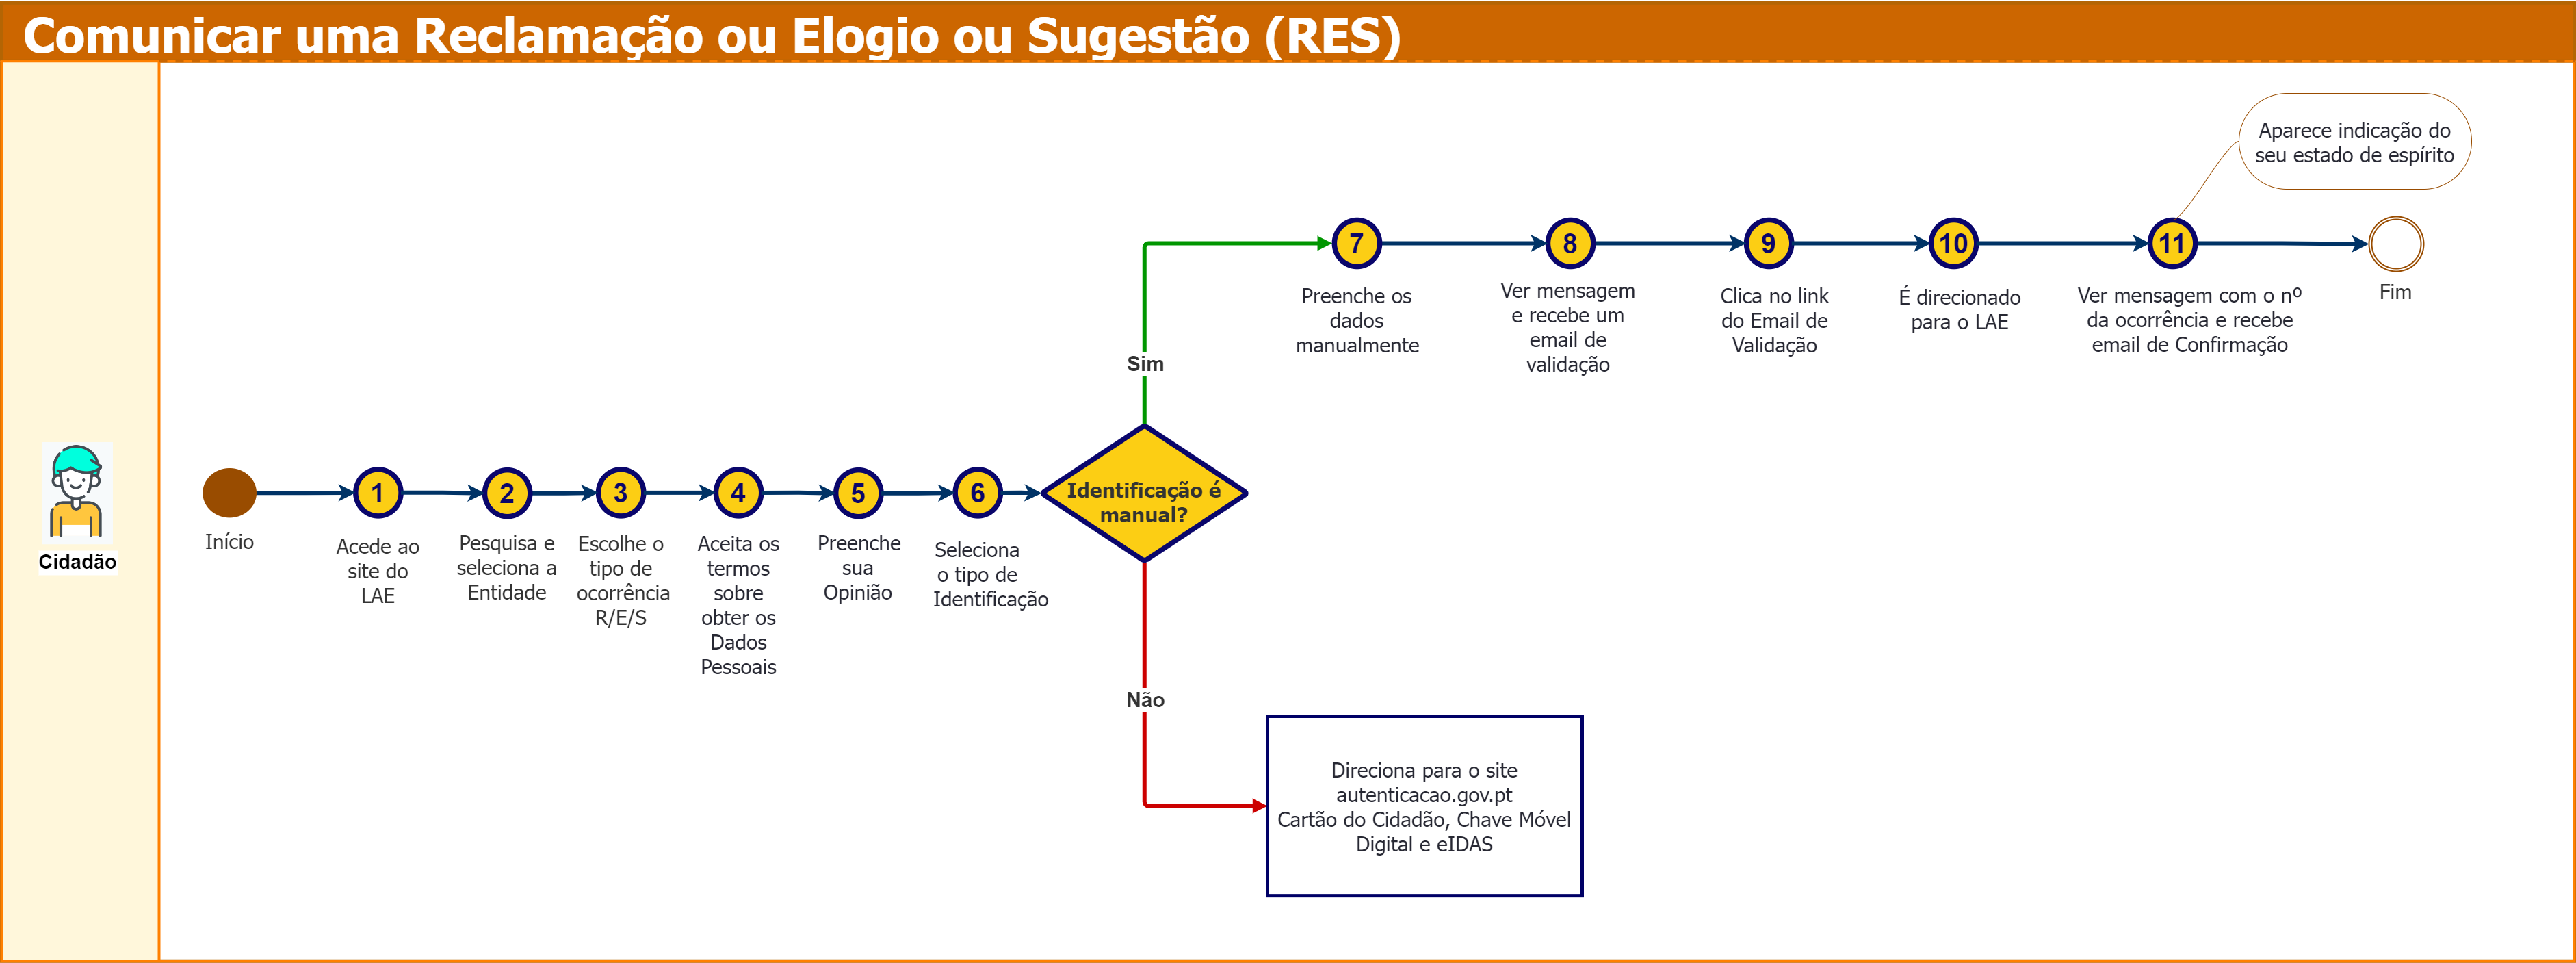 Comunicar uma Reclamação ou Elogio ou Sugestão (RES)
Aparece indicação do
seu estado de espírito
7
8
9
10
11
Preenche os
dados
manualmente
Ver mensagem
e recebe um
email de
validação
Clica no link
do Email de
Validação
É direcionado
para o LAE
Ver mensagem com o nº
da ocorrência e recebe
email de Confirmação
Fim
Sim
Cidadão
Início
1
Acede ao
site do
LAE
2
Pesquisa e
seleciona a
Entidade
3
Escolhe o
tipo de
ocorrência
R/E/S
4
Aceita os
termos
sobre
obter os
Dados
Pessoais
5
Preenche
sua
Opinião
6
Seleciona
o tipo de
Identificação
Identificação é
manual?
Não
Direciona para o site
autenticacao.gov.pt
Cartão do Cidadão, Chave Móvel
Digital e eIDAS